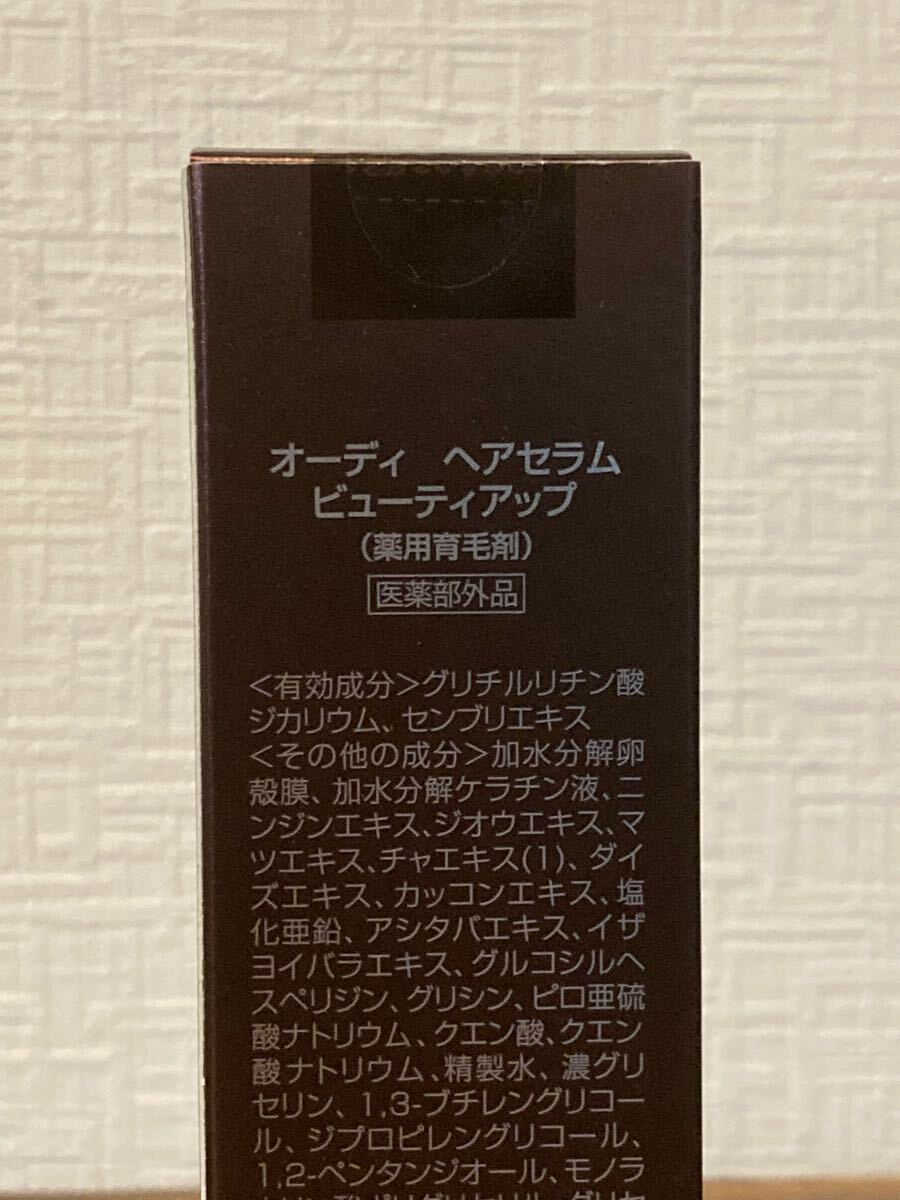 オーディ　ヘアセラム
ビューティアップ
（薬用育毛剤）
医薬部外品
＜有効成分＞グリチルリチン酸
ジカリウム、センブリエキス
＜その他の成分＞加水分解卵
殻膜、加水分解ケラチン液、ニ
ンジンエキス、ジオウエキス、マ
ツエキス、チャエキス(1)、ダイ
ズエキス、カッコンエキス、塩
化亜鉛、アシタバエキス、イザ
ヨイバラエキス、グルコシルヘ
スペリジン、グリシン、ピロ亜硫
酸ナトリウム、クエン酸、クエン
酸ナトリウム、精製水、濃グリ
セリン、1,3-ブチレングリコー
ル、ジプロピレングリコール、
1,2-ペンタンジオール、モノラ